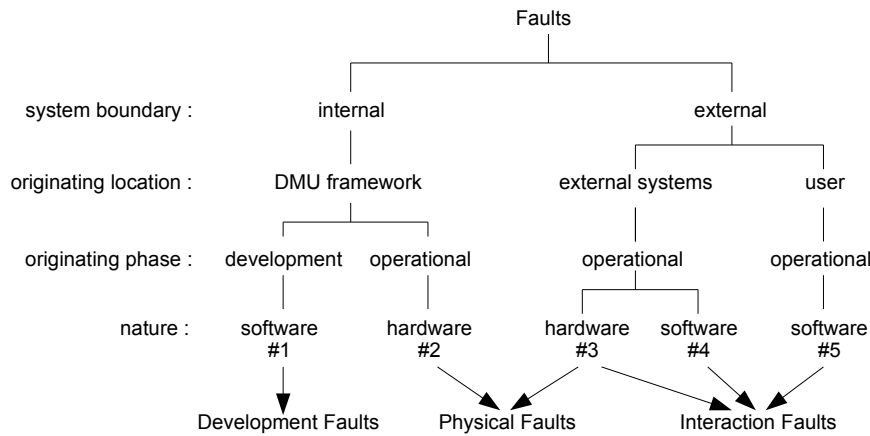 Faults
system boundary : internal external
originating location : DMU framework external systems user
originating phase : development operational operational operational
nature : software hardware hardware software software
#1 #2 #3 #4 #5
Development Faults Physical Faults Interaction Faults